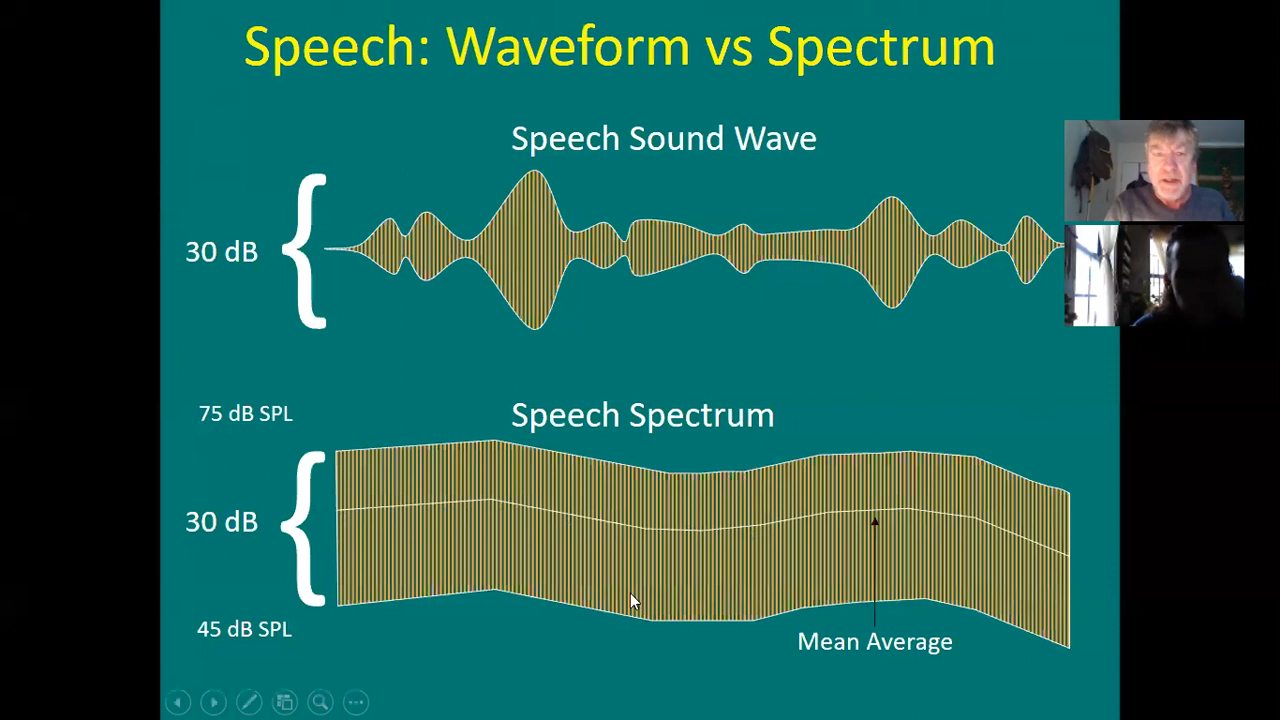 Speech: Waveform vs Spectrum
Speech Sound Wave
30 dB
75 dB SPL
Speech Spectrum
30 dB
45 dB SPL
Mean Average